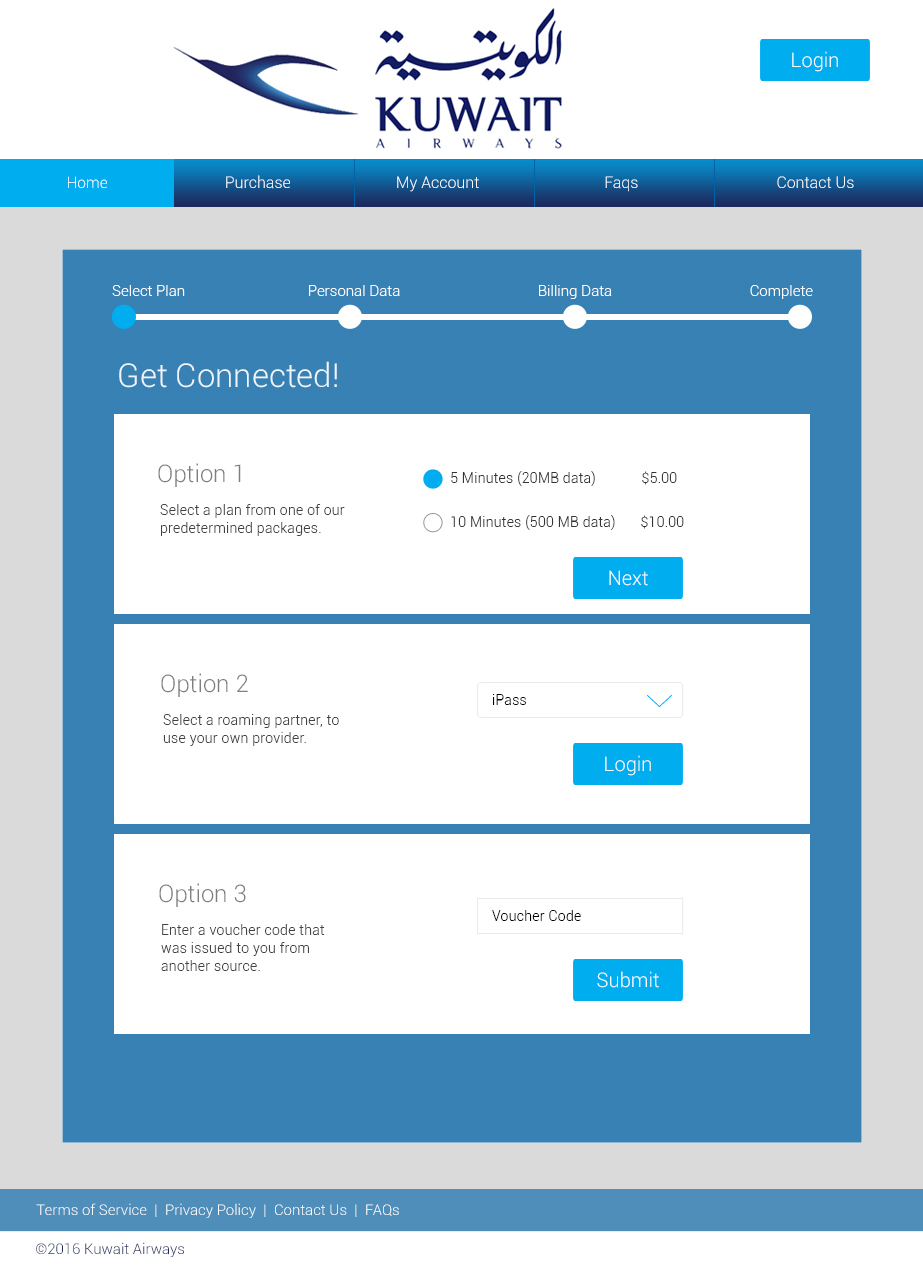 الكويتية
KUWAIT
AIRWAYS
Login
Home Purchase My Account Faqs Contact Us
Select Plan Personal Data Billing Data Complete
Get Connected!
Option 1
Select a plan from one of our
predetermined packages.
5 Minutes (20MB data) $5.00
10 Minutes (500 MB data) $10.00
Next
Option 2
Select a roaming partner, to
use your own provider.
iPass
Login
Option 3
Enter a voucher code that
was issued to you from
another source.
Voucher Code
Submit
Terms of Service | Privacy Policy | Contact Us | FAQs
©2016 Kuwait Airways